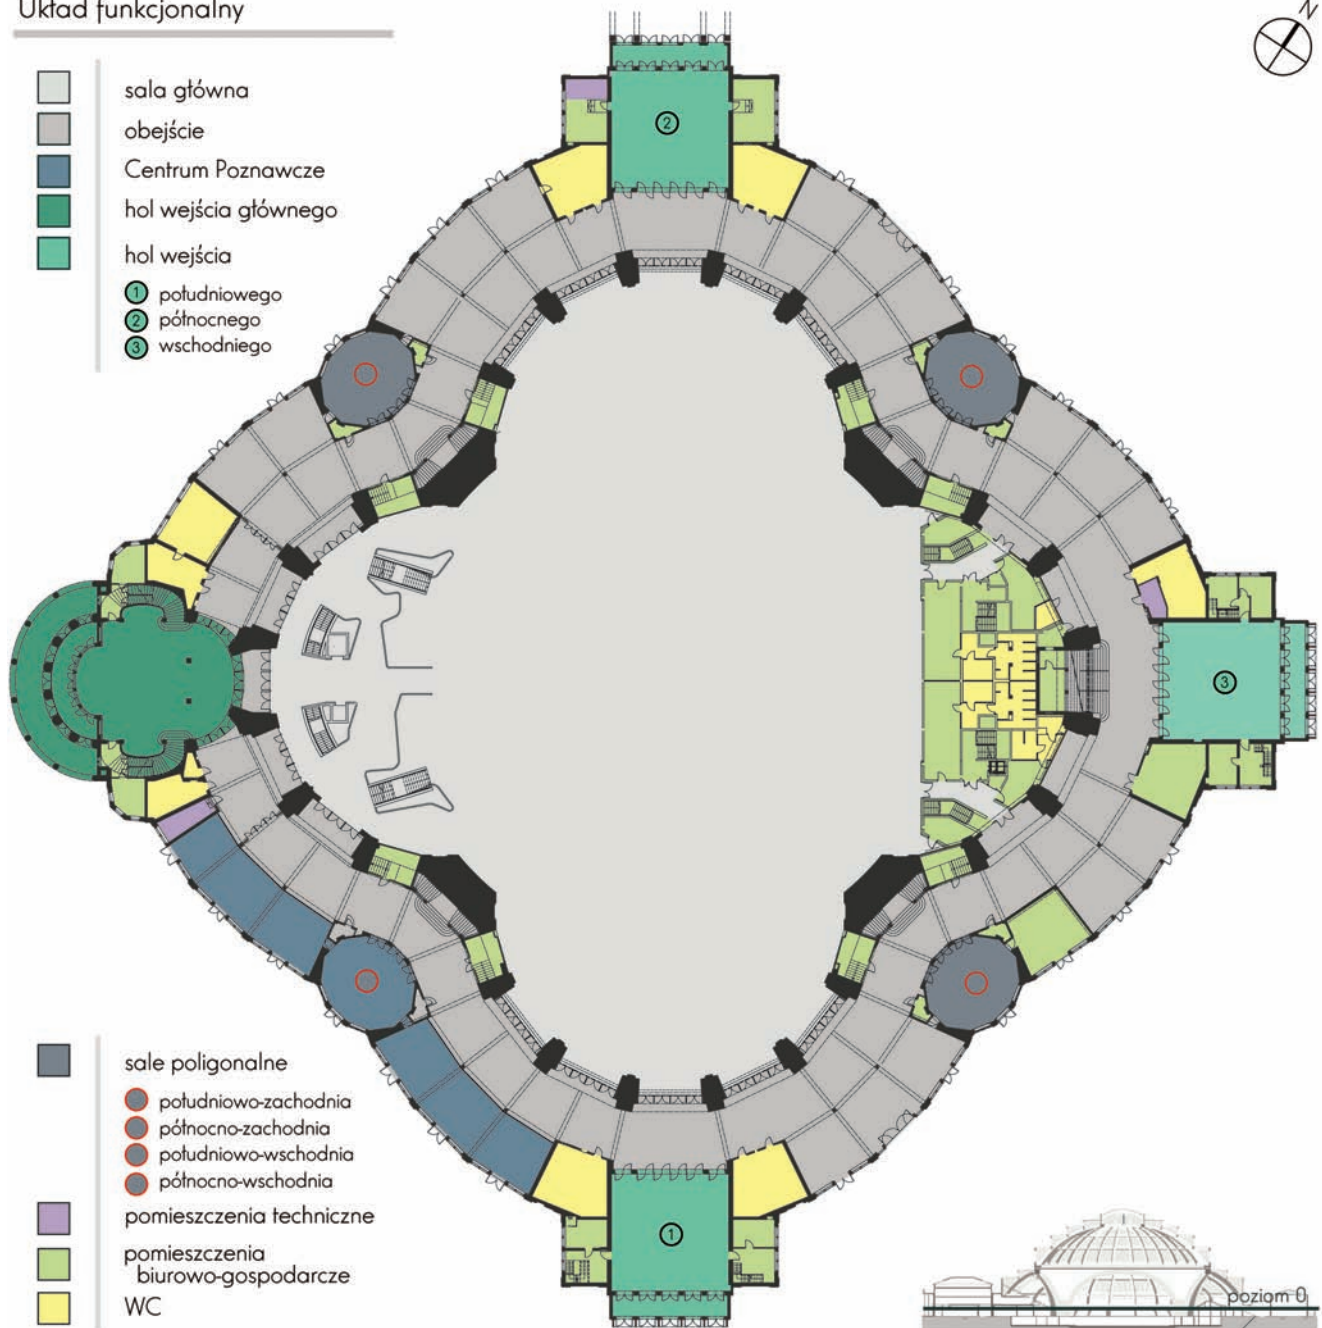 Układ funkcjonalny
N
sala główna
obejście
Centrum Poznawcze
hol wejścia głównego
hol wejścia
1 południowego
2 północnego
3 wschodniego
2
3
1
sale poligonalne
południowo-zachodnia
północno-zachodnia
południowo-wschodnia
północno-wschodnia
pomieszczenia techniczne
pomieszczenia
biurowo-gospodarcze
WC
poziom 0